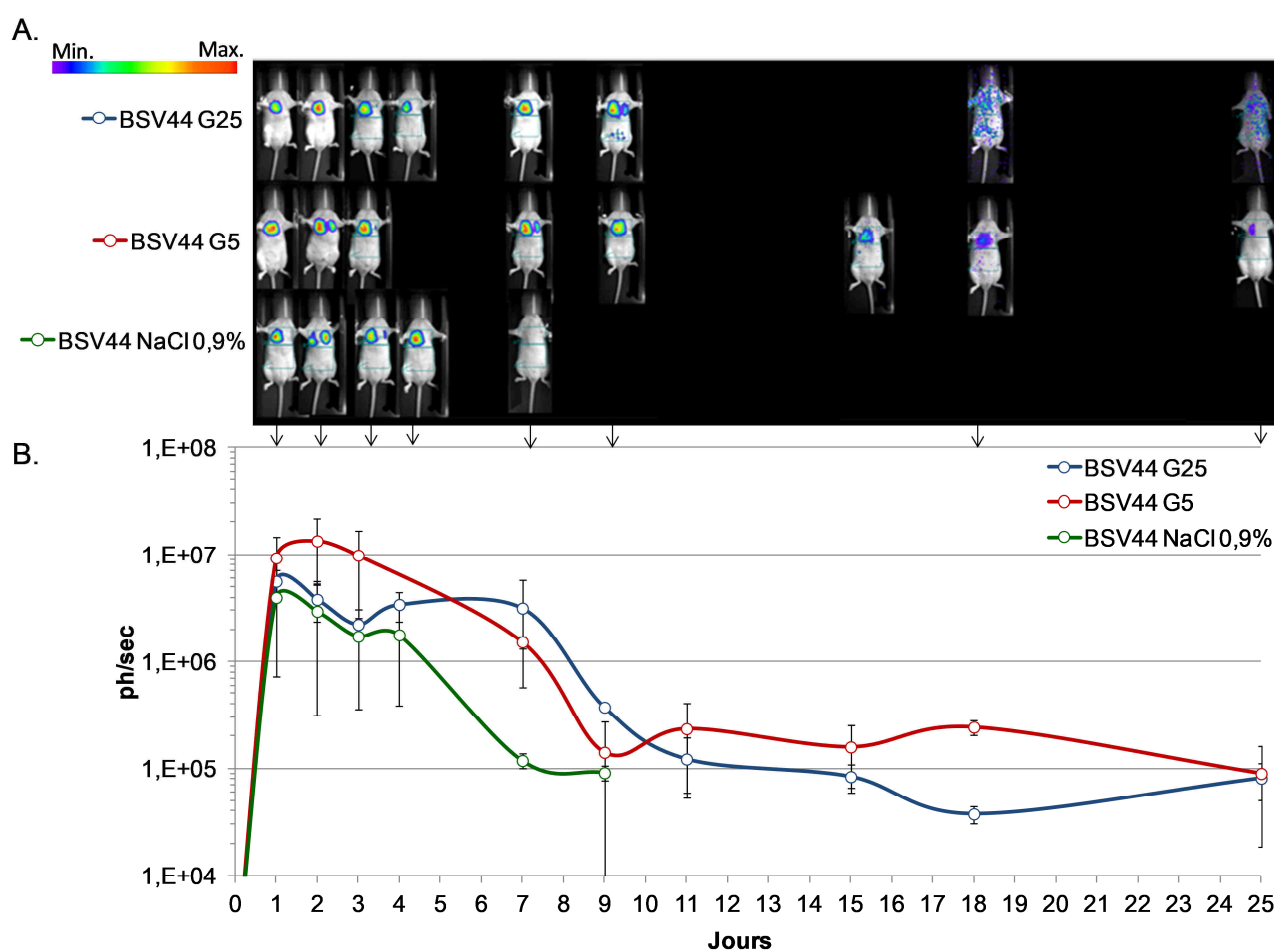 A.
Min. Max.
BSV44 G25
BSV44 G5
BSV44 NaCl 0,9%
B.
1,E+08
1,E+07
1,E+06
1,E+05
1,E+04
ph/sec
BSV44 G25
BSV44 G5
BSV44 NaCl 0,9%
0 1 2 3 4 5 6 7 8 9 10 11 12 13 14 15 16 17 18 19 20 21 22 23 24 25
Jours